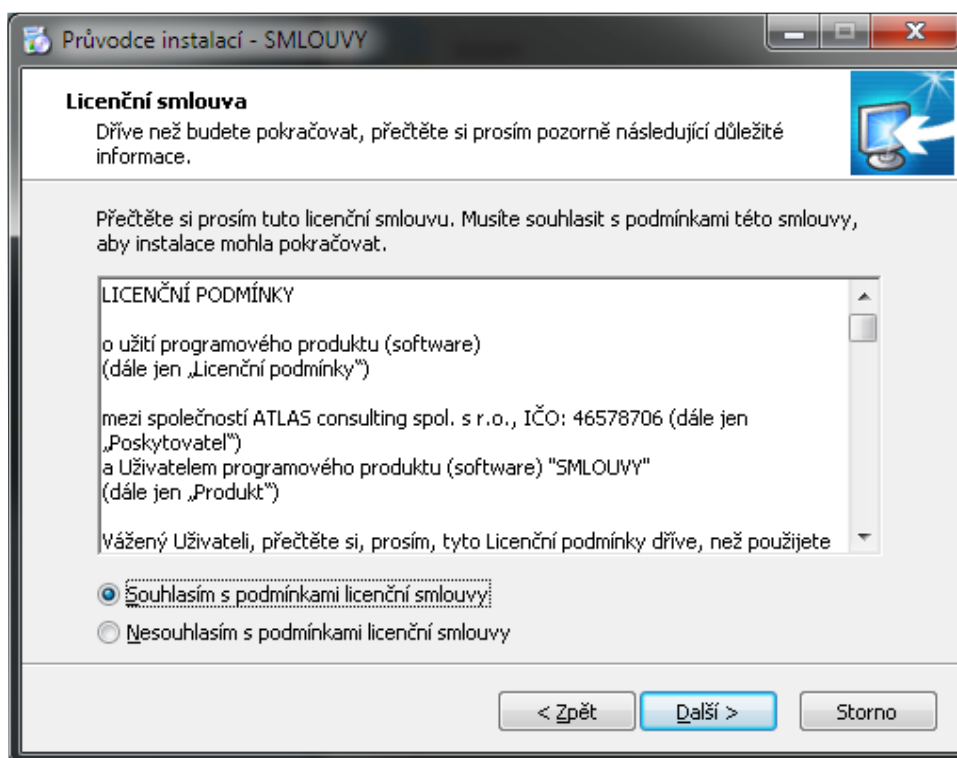 Průvodce instalací - SMLOUVY
Licenční smlouva
Dříve než budete pokračovat, přečtěte si prosím pozorně následující důležité
informace.
Přečtěte si prosím tuto licenční smlouvu. Musíte souhlasit s podmínkami této smlouvy,
aby instalace mohla pokračovat.
LICENČNÍ PODMÍNKY
o užití programového produktu (software)
(dále jen „Licenční podmínky“)
mezi společností ATLAS consulting spol. s r.o., IČO: 46578706 (dále jen
„Poskytovatel“)
a Uživatelem programového produktu (software) "SMLOUVY"
(dále jen „Produkt“)
Vážený Uživateli, přečtěte si, prosím, tyto Licenční podmínky dříve, než použijete
Souhlasím s podmínkami licenční smlouvy
Nesouhlasím s podmínkami licenční smlouvy
< Zpět
Další >
Storno